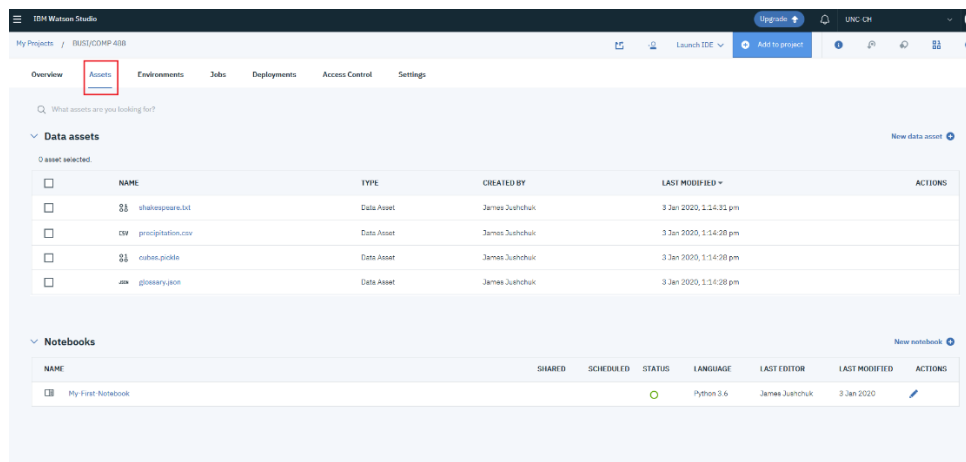 IBM Watson Studio Upgrade UNC-CH
My Projects / BUSI/COMP 488 Launch IDE Add to project
Overview Assets Environments Jobs Deployments Access Control Settings
What assets are you looking for?
Data assets New data asset
0 asset selected.
NAME TYPE CREATED BY LAST MODIFIED ACTIONS
shakespeare.txt Data Asset James Jushchuk 3 Jan 2020, 1:14:31 pm
CSV precipitation.csv Data Asset James Jushchuk 3 Jan 2020, 1:14:28 pm
cubes.pickle Data Asset James Jushchuk 3 Jan 2020, 1:14:28 pm
JSON glossary.json Data Asset James Jushchuk 3 Jan 2020, 1:14:28 pm
Notebooks New notebook
NAME SHARED SCHEDULED STATUS LANGUAGE LAST EDITOR LAST MODIFIED ACTIONS
My-First-Notebook Python 3.6 James Jushchuk 3 Jan 2020